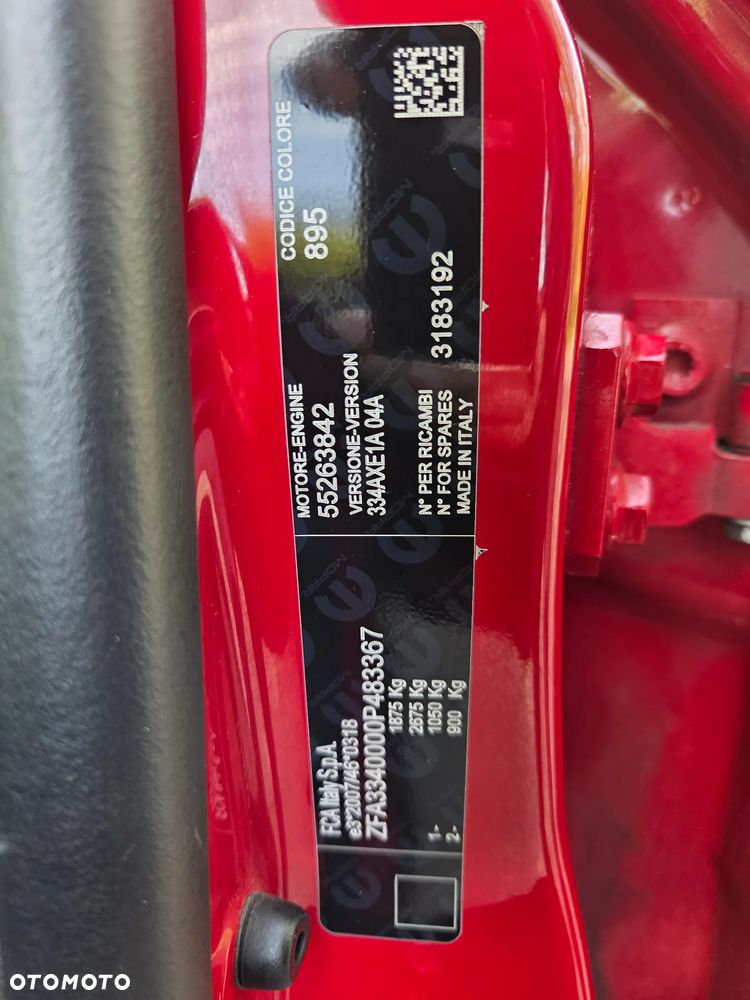 FCA Italy S.p.A.
e3*2007/46*0318
ZFA3340000P483367
1875 Kg
2675 Kg
1- 1050 Kg
2- 900 Kg
MOTORE-ENGINE
55263842
VERSIONE-VERSION
334AXE1A 04A
N° PER RICAMBI
N° FOR SPARES 3183192
MADE IN ITALY
CODICE COLORE
895
MOPAR
OTOMOTO